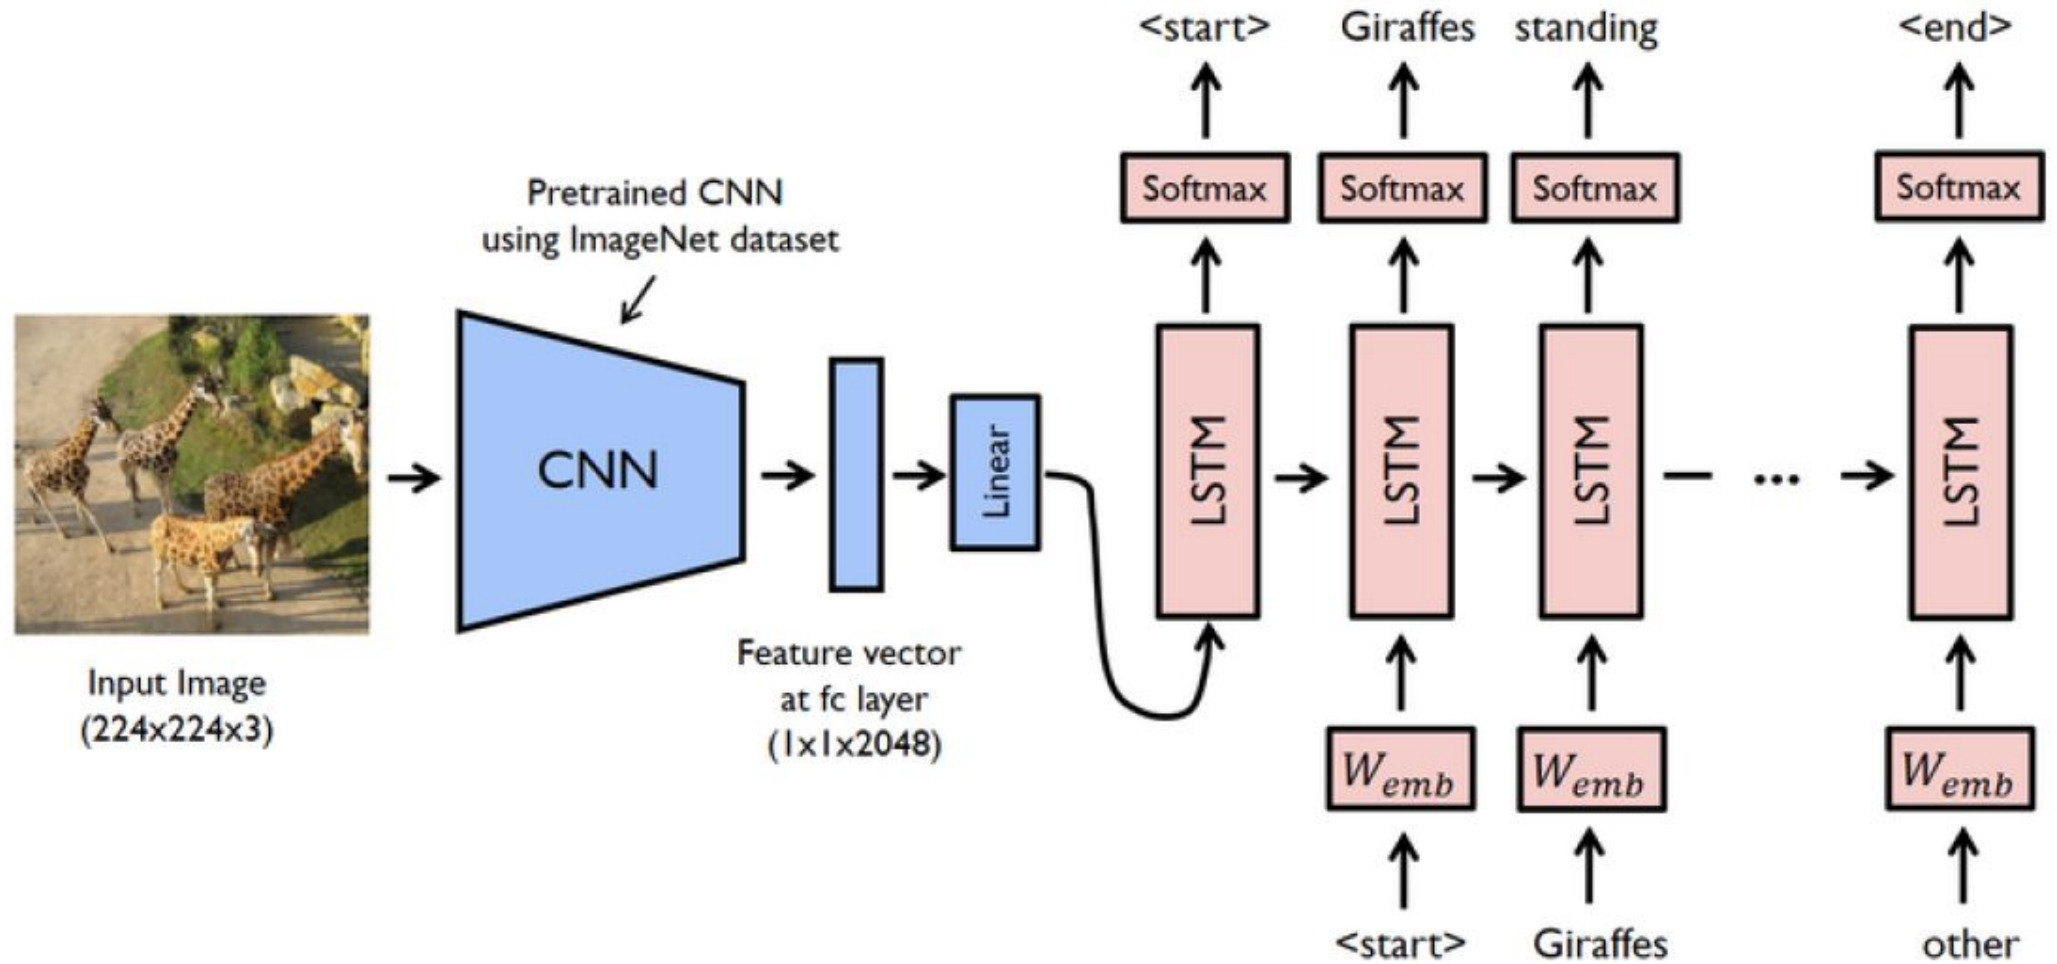 <start> Giraffes standing <end>
Softmax Softmax Softmax Softmax
Pretrained CNN
using ImageNet dataset
CNN
Linear
LSTM LSTM LSTM ... LSTM
Feature vector
at fc layer
(1x1x2048)
Input Image
(224x224x3)
W_emb W_emb W_emb
<start> Giraffes other